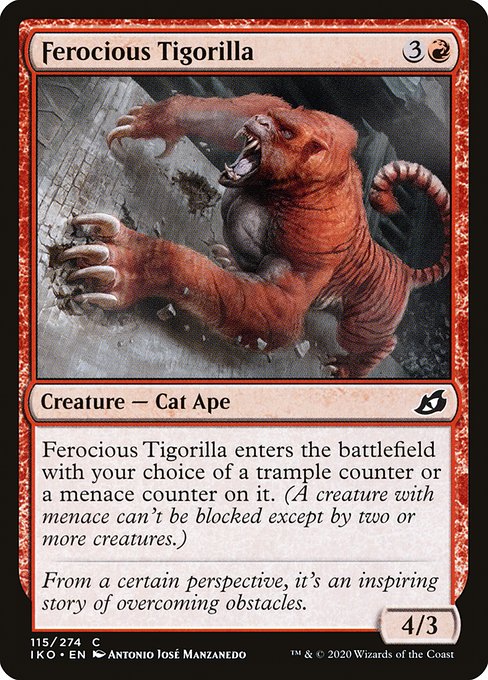 Ferocious Tigorilla 3
Creature — Cat Ape
Ferocious Tigorilla enters the battlefield
with your choice of a trample counter or
a menace counter on it. (A creature with
menace can't be blocked except by two or
more creatures.)
From a certain perspective, it's an inspiring
story of overcoming obstacles.
4/3
115/274 C
IKO • EN Antonio José Manzanedo
™ & © 2020 Wizards of the Coast